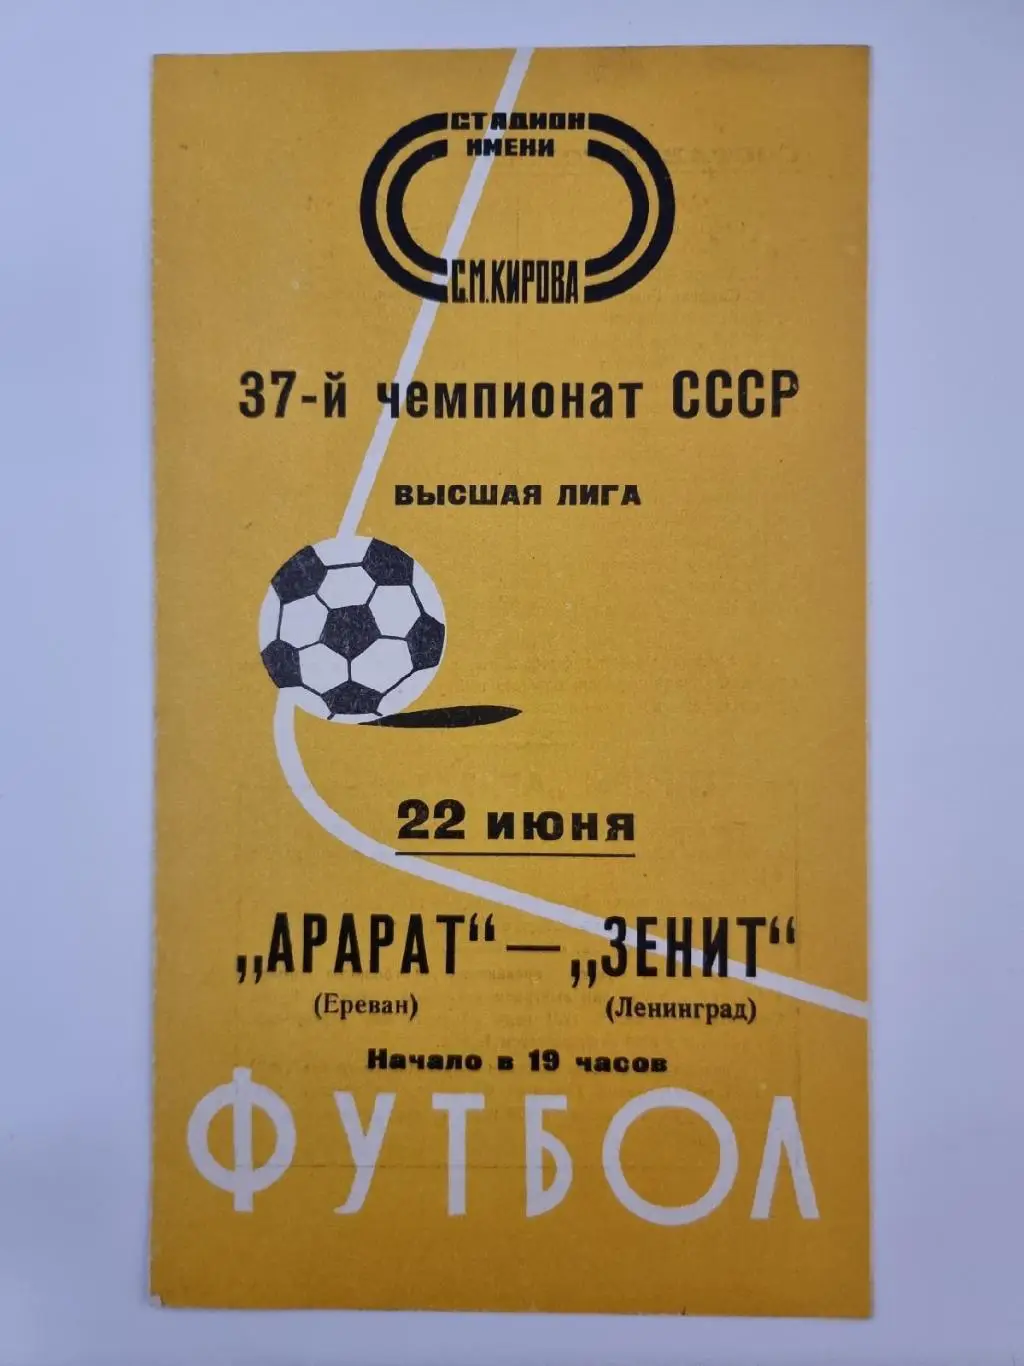 СТАДИОН
ИМЕНИ
С.М.КИРОВА
37-й чемпионат СССР
ВЫСШАЯ ЛИГА
22 июня
„АРАРАТ“ — „ЗЕНИТ“
(Ереван) (Ленинград)
Начало в 19 часов
ФУТБОЛ